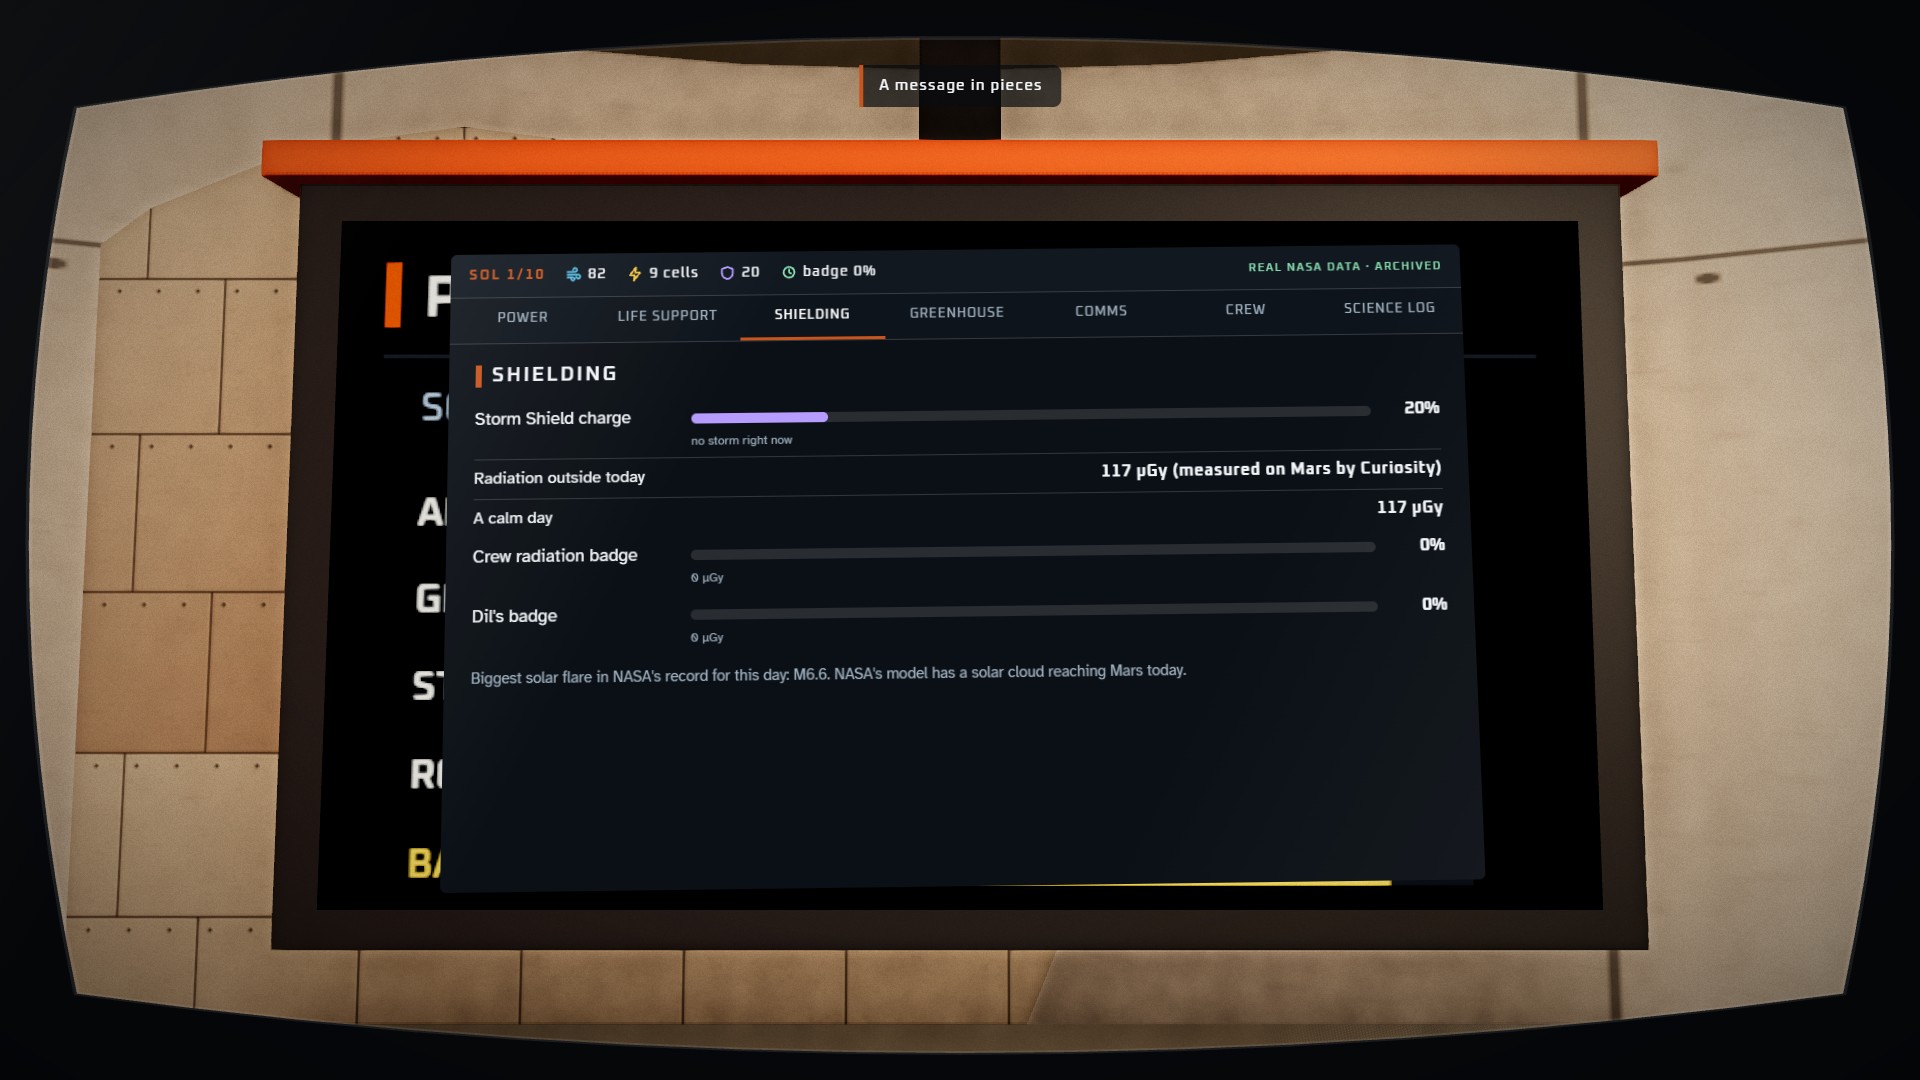 A message in pieces
SOL 1/10 82 9 cells 20 badge 0% REAL NASA DATA · ARCHIVED
POWER LIFE SUPPORT SHIELDING GREENHOUSE COMMS CREW SCIENCE LOG
SHIELDING
Storm Shield charge 20%
no storm right now
Radiation outside today 117 µGy (measured on Mars by Curiosity)
A calm day 117 µGy
Crew radiation badge 0%
0 µGy
Dil's badge 0%
0 µGy
Biggest solar flare in NASA's record for this day: M6.6. NASA's model has a solar cloud reaching Mars today.